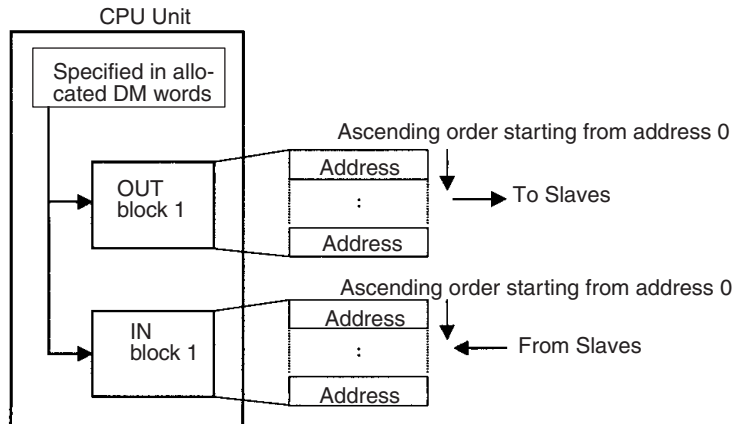 CPU Unit
Specified in allo-
cated DM words
Ascending order starting from address 0
Address
OUT
block 1
:
To Slaves
Address
Ascending order starting from address 0
Address
IN
block 1
:
From Slaves
Address